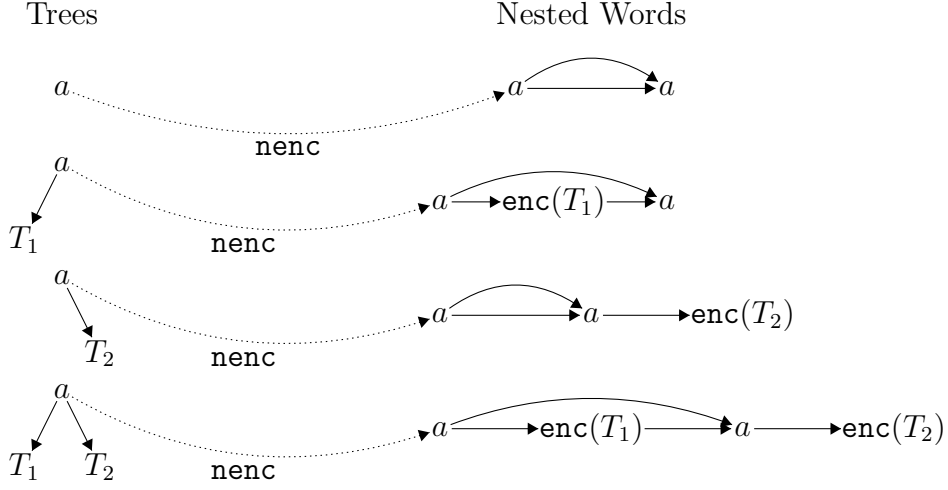 Trees Nested Words
a a a
nenc
a a enc(T₁) a
T₁ nenc
a a a enc(T₂)
T₂ nenc
a a enc(T₁) a enc(T₂)
T₁ T₂ nenc